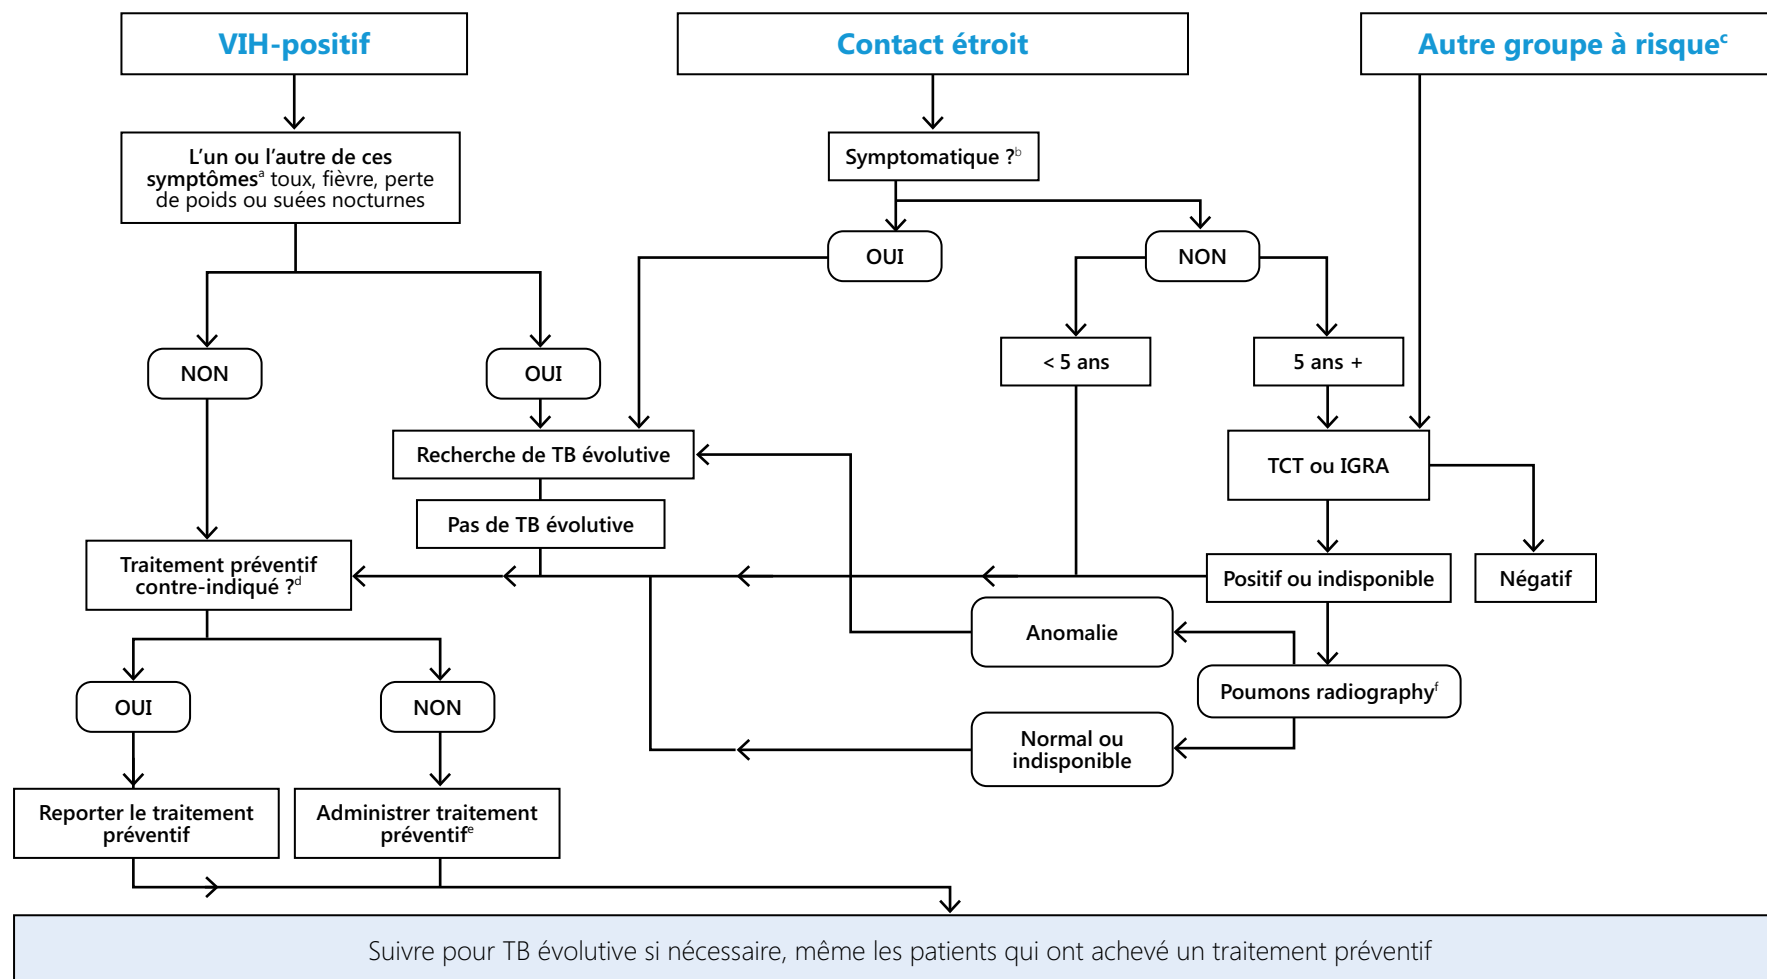 VIH-positif
Contact étroit
Autre groupe à risqueᶜ
L'un ou l'autre de ces
symptômesᵃ toux, fièvre, perte
de poids ou suées nocturnes
Symptomatique ?ᵇ
OUI
NON
NON
OUI
< 5 ans
5 ans +
Recherche de TB évolutive
TCT ou IGRA
Pas de TB évolutive
Traitement préventif
contre-indiqué ?ᵈ
Positif ou indisponible
Négatif
Anomalie
Poumons radiographyᶠ
OUI
NON
Normal ou
indisponible
Reporter le traitement
préventif
Administrer traitement
préventifᵉ
Suivre pour TB évolutive si nécessaire, même les patients qui ont achevé un traitement préventif